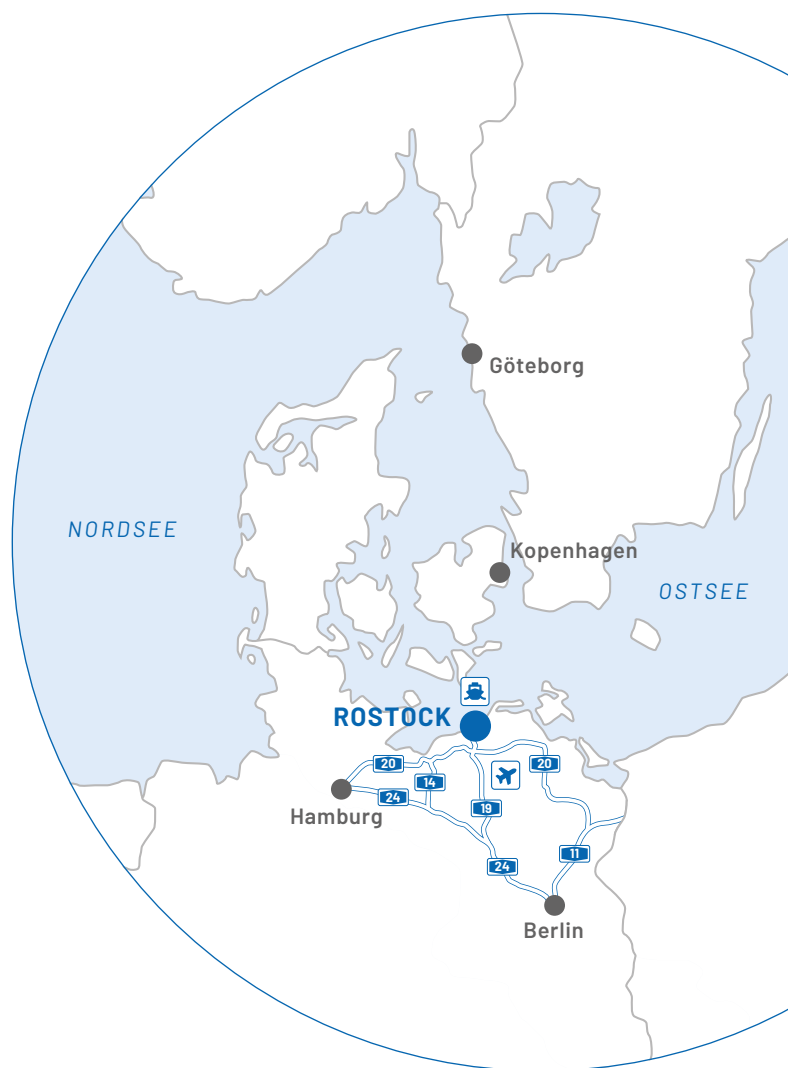 Göteborg
NORDSEE
Kopenhagen
OSTSEE
ROSTOCK
20
20
14
24
19
Hamburg
11
24
Berlin